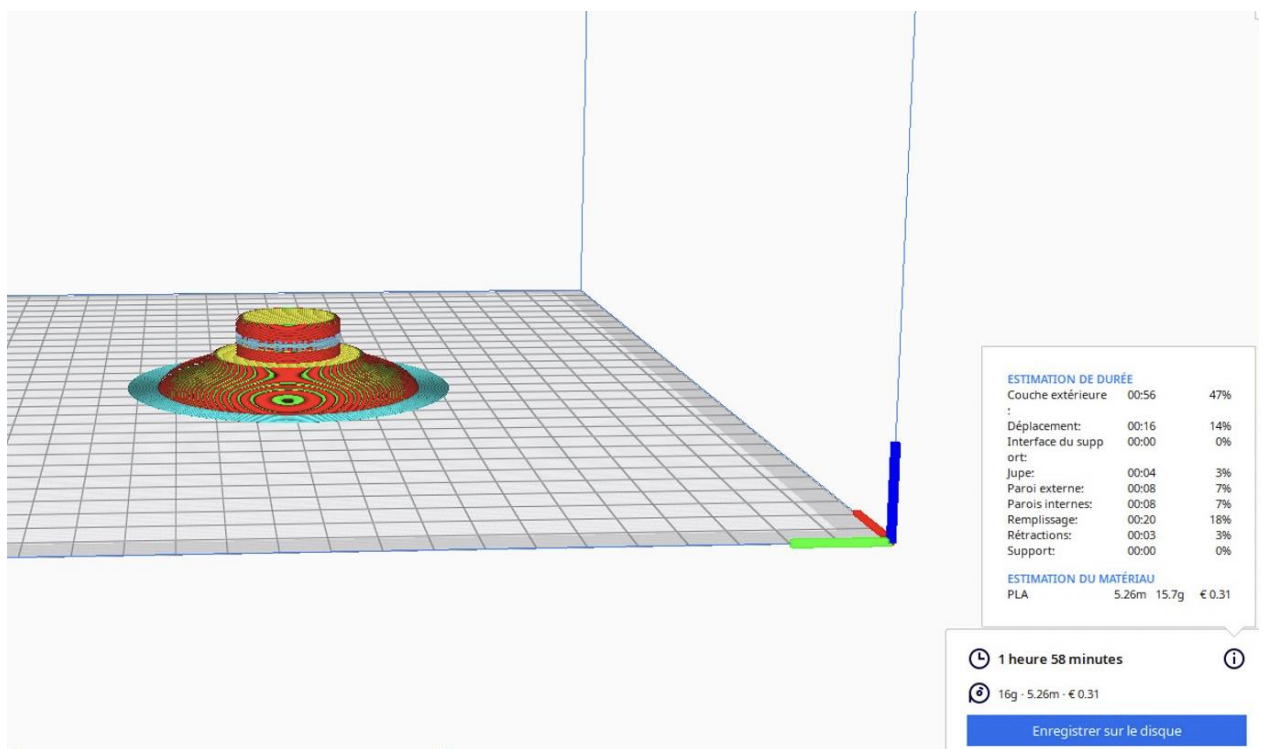 ESTIMATION DE DURÉE
Couche extérieure 00:56 47%
:
Déplacement: 00:16 14%
Interface du supp 00:00 0%
ort:
Jupe: 00:04 3%
Paroi externe: 00:08 7%
Parois internes: 00:08 7%
Remplissage: 00:20 18%
Rétractions: 00:03 3%
Support: 00:00 0%
ESTIMATION DU MATÉRIAU
PLA 5.26m 15.7g € 0.31
1 heure 58 minutes
16g · 5.26m · € 0.31
Enregistrer sur le disque